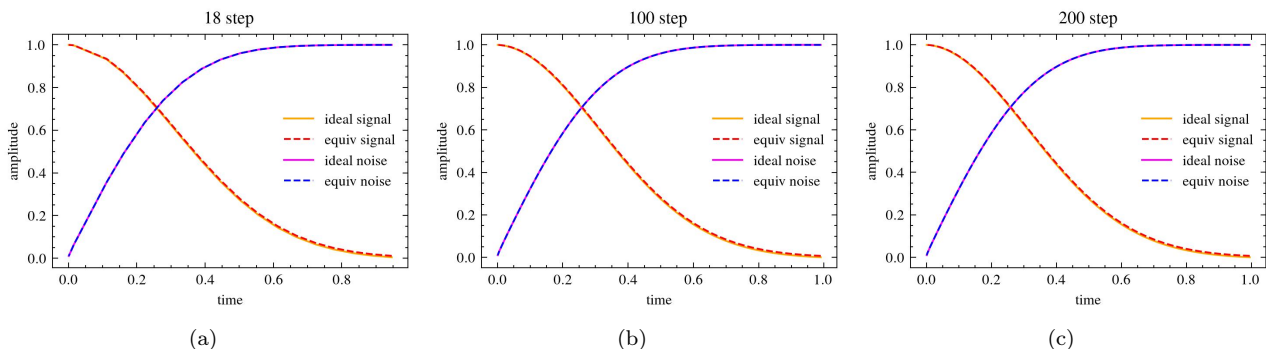 18 step
1.0
0.8
0.6
0.4
0.2
0.0
amplitude
ideal signal
equiv signal
ideal noise
equiv noise
0.0 0.2 0.4 0.6 0.8
time
(a)
100 step
1.0
0.8
0.6
0.4
0.2
0.0
amplitude
ideal signal
equiv signal
ideal noise
equiv noise
0.0 0.2 0.4 0.6 0.8 1.0
time
(b)
200 step
1.0
0.8
0.6
0.4
0.2
0.0
amplitude
ideal signal
equiv signal
ideal noise
equiv noise
0.0 0.2 0.4 0.6 0.8 1.0
time
(c)